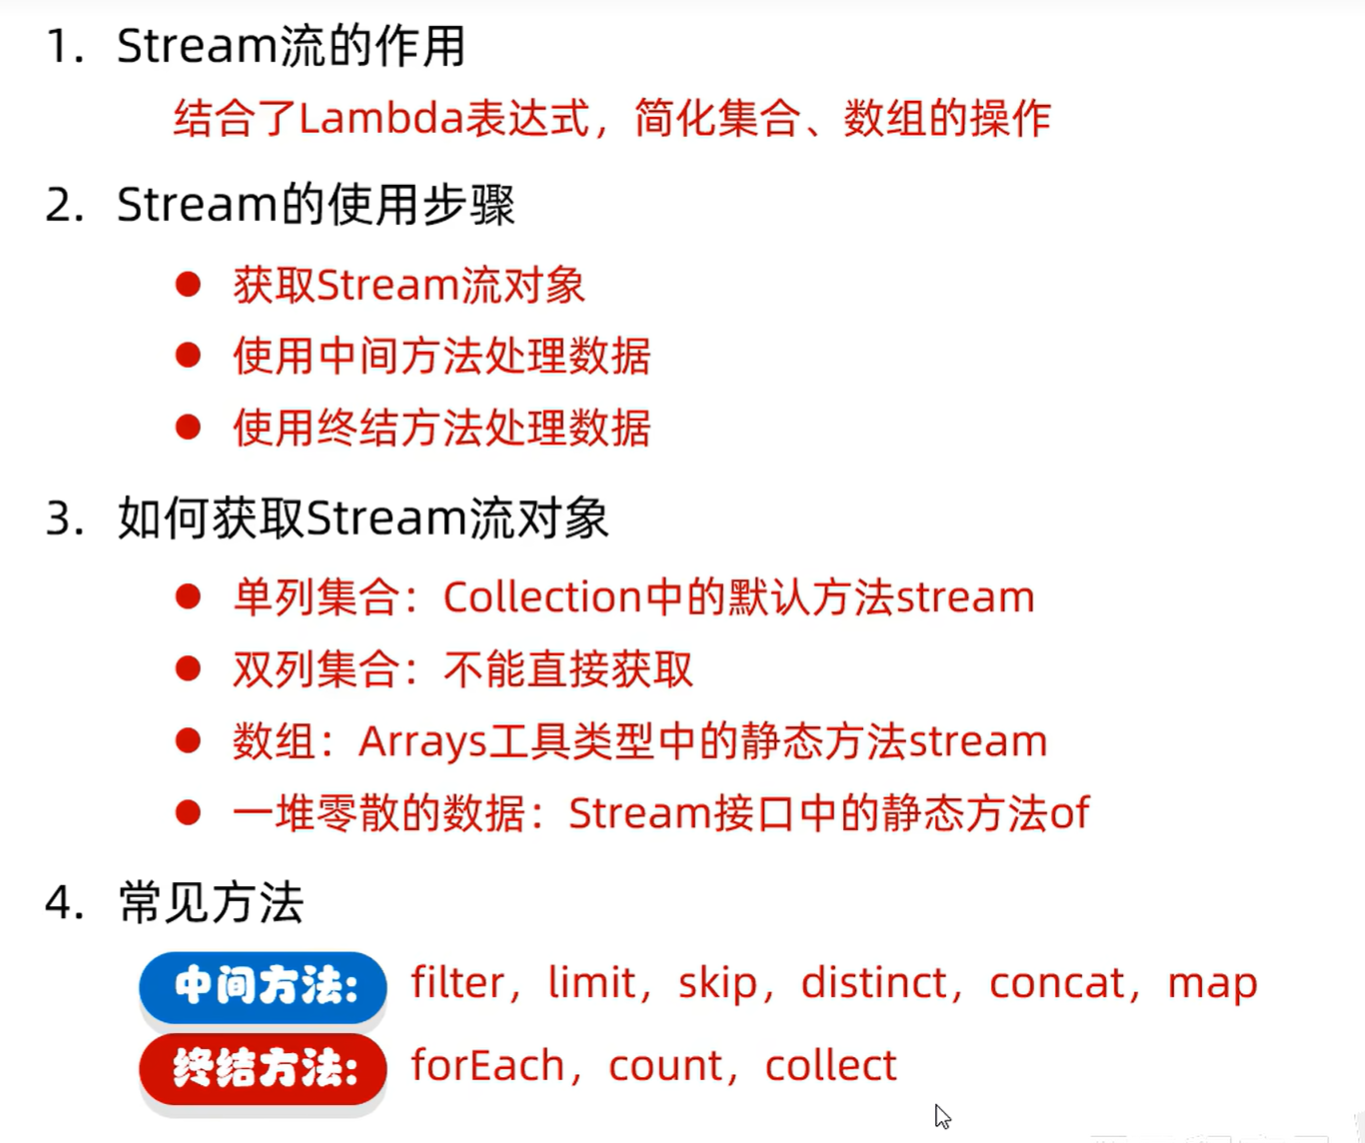 1. Stream流的作用
结合了Lambda表达式，简化集合、数组的操作
2. Stream的使用步骤
● 获取Stream流对象
● 使用中间方法处理数据
● 使用终结方法处理数据
3. 如何获取Stream流对象
● 单列集合：Collection中的默认方法stream
● 双列集合：不能直接获取
● 数组：Arrays工具类型中的静态方法stream
● 一堆零散的数据：Stream接口中的静态方法of
4. 常见方法
中间方法: filter，limit，skip，distinct，concat，map
终结方法: forEach，count，collect